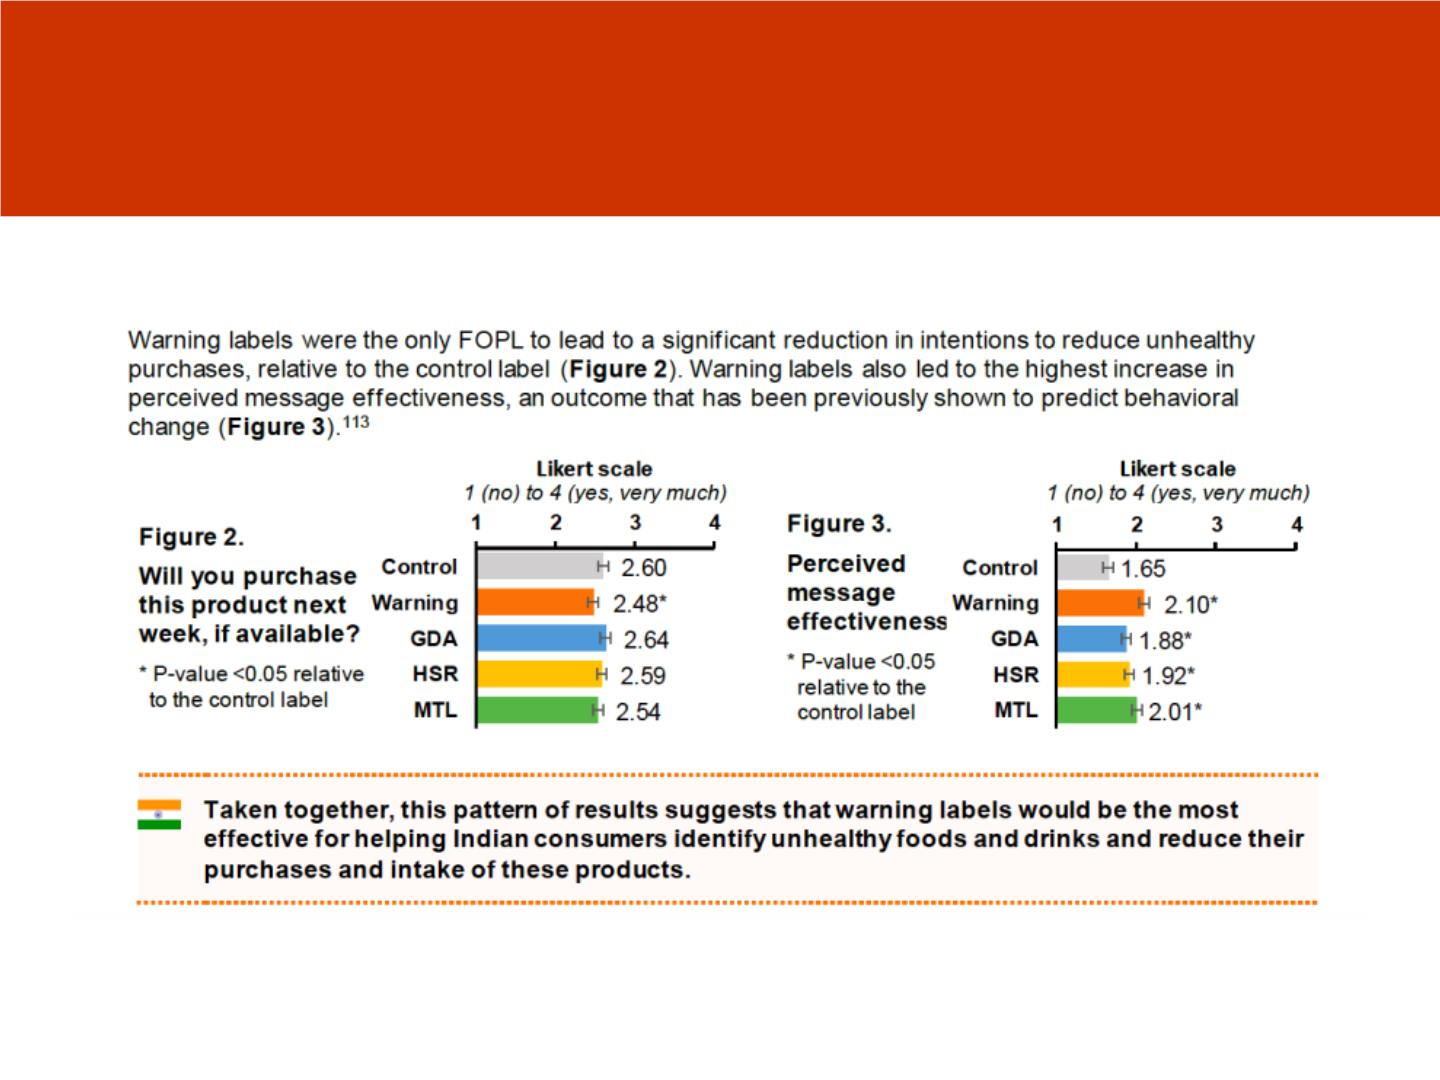 Warning labels were the only FOPL to lead to a significant reduction in intentions to reduce unhealthy
purchases, relative to the control label (Figure 2). Warning labels also led to the highest increase in
perceived message effectiveness, an outcome that has been previously shown to predict behavioral
change (Figure 3).113
Figure 2.
Will you purchase
this product next
week, if available?
* P-value <0.05 relative
to the control label
Likert scale
1 (no) to 4 (yes, very much)
1 2 3 4
Control 2.60
Warning 2.48*
GDA 2.64
HSR 2.59
MTL 2.54
Figure 3.
Perceived
message
effectiveness
* P-value <0.05
relative to the
control label
Likert scale
1 (no) to 4 (yes, very much)
1 2 3 4
Control 1.65
Warning 2.10*
GDA 1.88*
HSR 1.92*
MTL 2.01*
Taken together, this pattern of results suggests that warning labels would be the most
effective for helping Indian consumers identify unhealthy foods and drinks and reduce their
purchases and intake of these products.